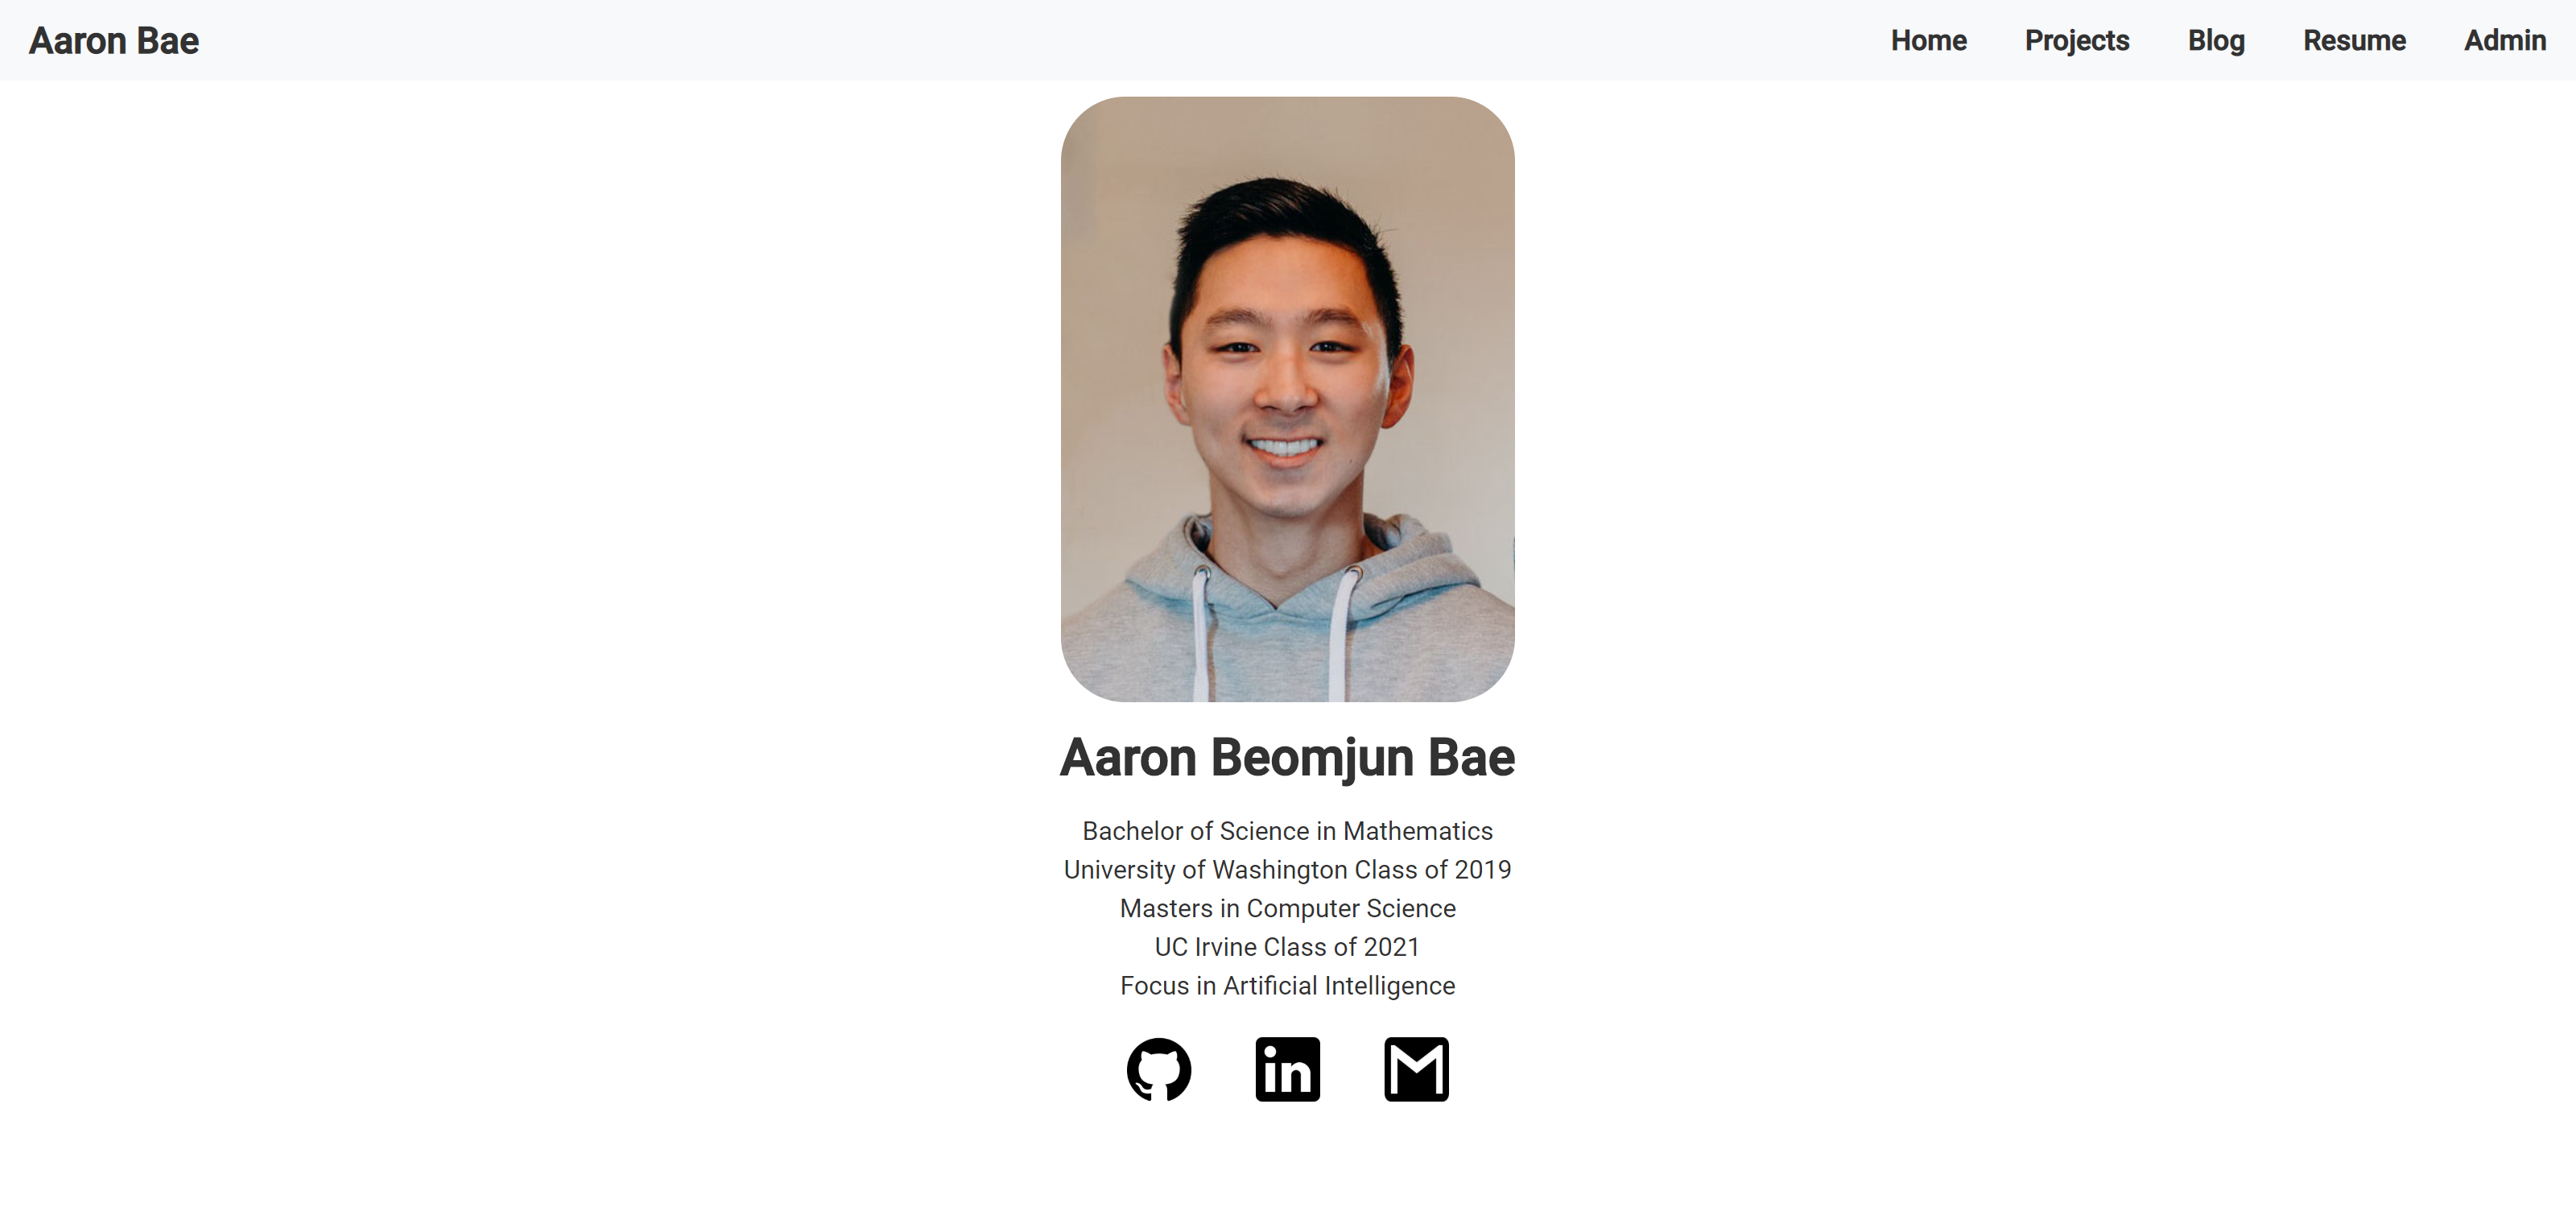 Aaron Bae
Home Projects Blog Resume Admin
Aaron Beomjun Bae
Bachelor of Science in Mathematics
University of Washington Class of 2019
Masters in Computer Science
UC Irvine Class of 2021
Focus in Artificial Intelligence
in
M